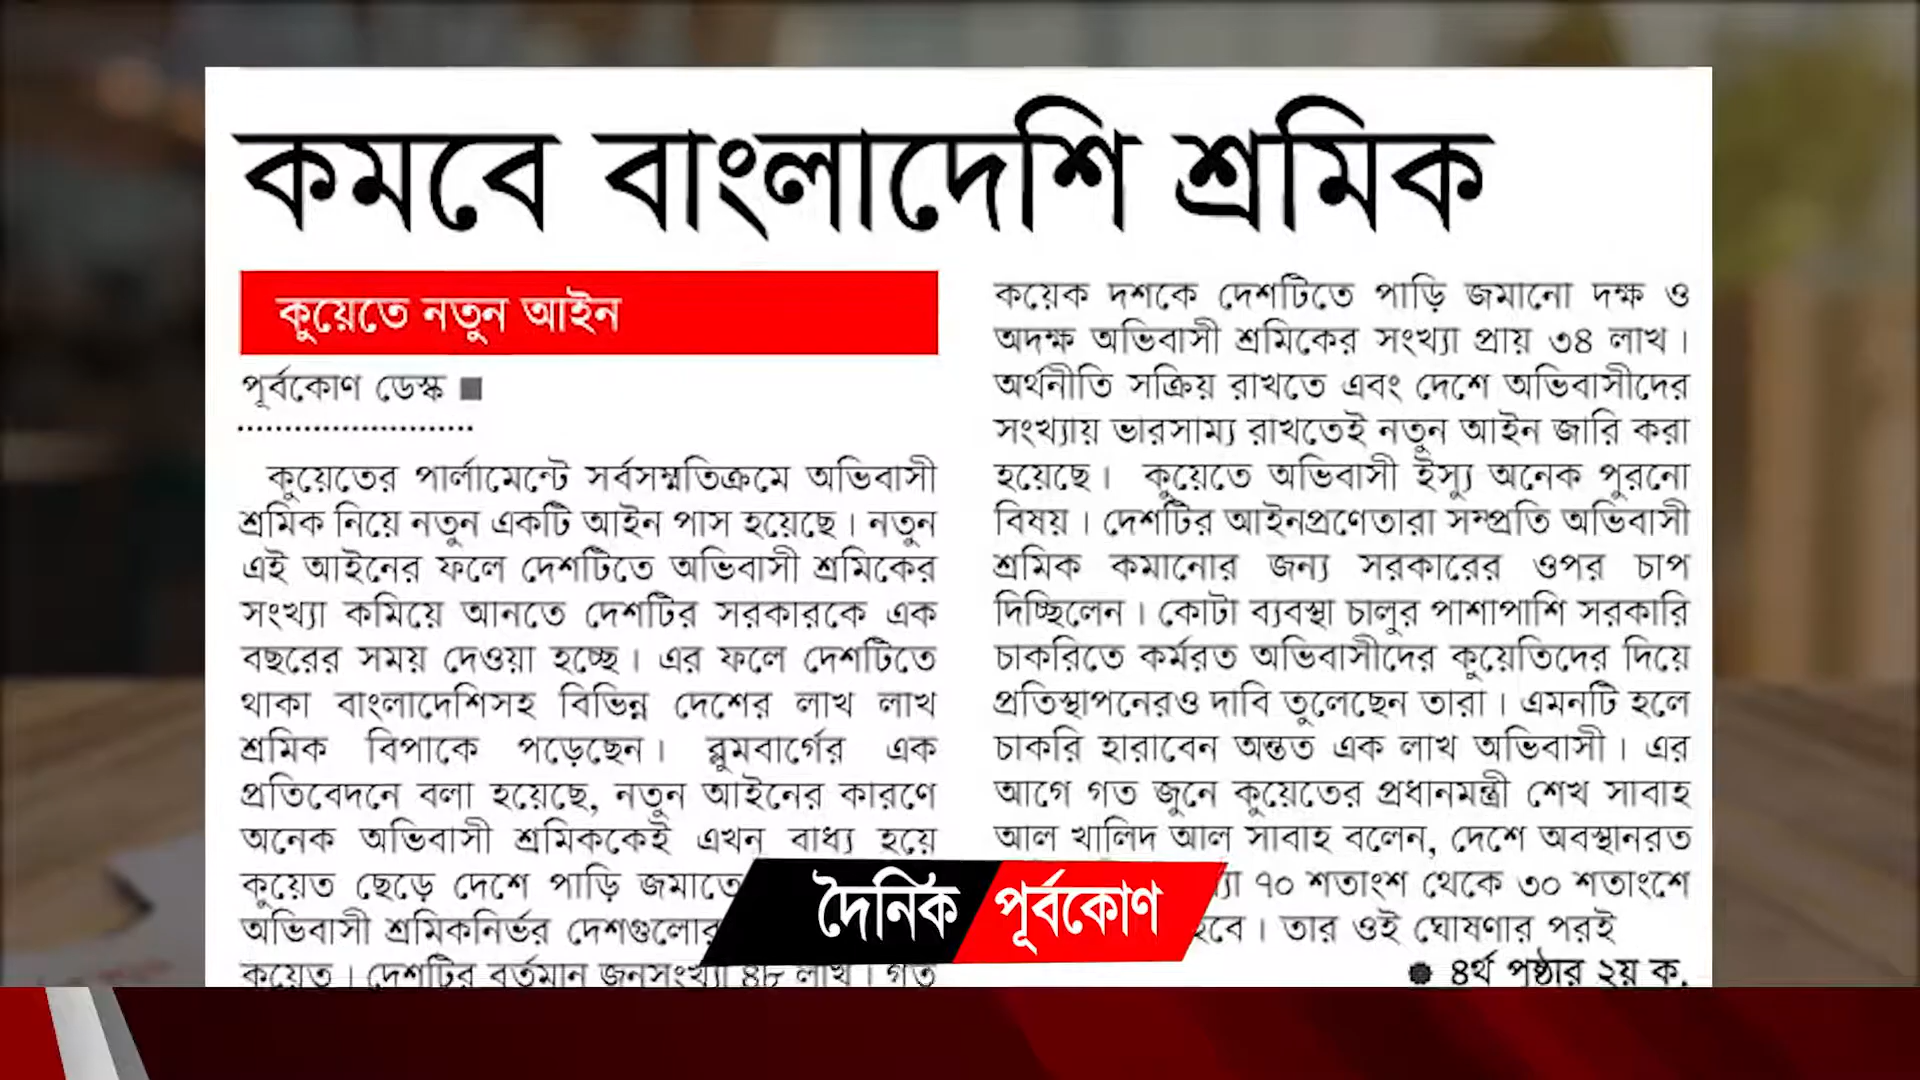 কমবে বাংলাদেশি শ্রমিক
কুয়েতে নতুন আইন
পূর্বকোণ ডেস্ক ■
কুয়েতের পার্লামেন্টে সর্বসম্মতিক্রমে অভিবাসী
শ্রমিক নিয়ে নতুন একটি আইন পাস হয়েছে। নতুন
এই আইনের ফলে দেশটিতে অভিবাসী শ্রমিকের
সংখ্যা কমিয়ে আনতে দেশটির সরকারকে এক
বছরের সময় দেওয়া হচ্ছে। এর ফলে দেশটিতে
থাকা বাংলাদেশিসহ বিভিন্ন দেশের লাখ লাখ
শ্রমিক বিপাকে পড়েছেন। ব্লুমবার্গের এক
প্রতিবেদনে বলা হয়েছে, নতুন আইনের কারণে
অনেক অভিবাসী শ্রমিককেই এখন বাধ্য হয়ে
কুয়েত ছেড়ে দেশে পাড়ি জমাতে
অভিবাসী শ্রমিকনির্ভর দেশগুলোর
কুয়েত। দেশটির বর্তমান জনসংখ্যা ৪৮ লাখ। গত
কয়েক দশকে দেশটিতে পাড়ি জমানো দক্ষ ও
অদক্ষ অভিবাসী শ্রমিকের সংখ্যা প্রায় ৩৪ লাখ।
অর্থনীতি সক্রিয় রাখতে এবং দেশে অভিবাসীদের
সংখ্যায় ভারসাম্য রাখতেই নতুন আইন জারি করা
হয়েছে। কুয়েতে অভিবাসী ইস্যু অনেক পুরনো
বিষয়। দেশটির আইনপ্রণেতারা সম্প্রতি অভিবাসী
শ্রমিক কমানোর জন্য সরকারের ওপর চাপ
দিচ্ছিলেন। কোটা ব্যবস্থা চালুর পাশাপাশি সরকারি
চাকরিতে কর্মরত অভিবাসীদের কুয়েতিদের দিয়ে
প্রতিস্থাপনেরও দাবি তুলেছেন তারা। এমনটি হলে
চাকরি হারাবেন অন্তত এক লাখ অভিবাসী। এর
আগে গত জুনে কুয়েতের প্রধানমন্ত্রী শেখ সাবাহ
আল খালিদ আল সাবাহ বলেন, দেশে অবস্থানরত
৭০ শতাংশ থেকে ৩০ শতাংশে
হবে। তার ওই ঘোষণার পরই
● ৪র্থ পৃষ্ঠার ২য় ক.
দৈনিক পূর্বকোণ